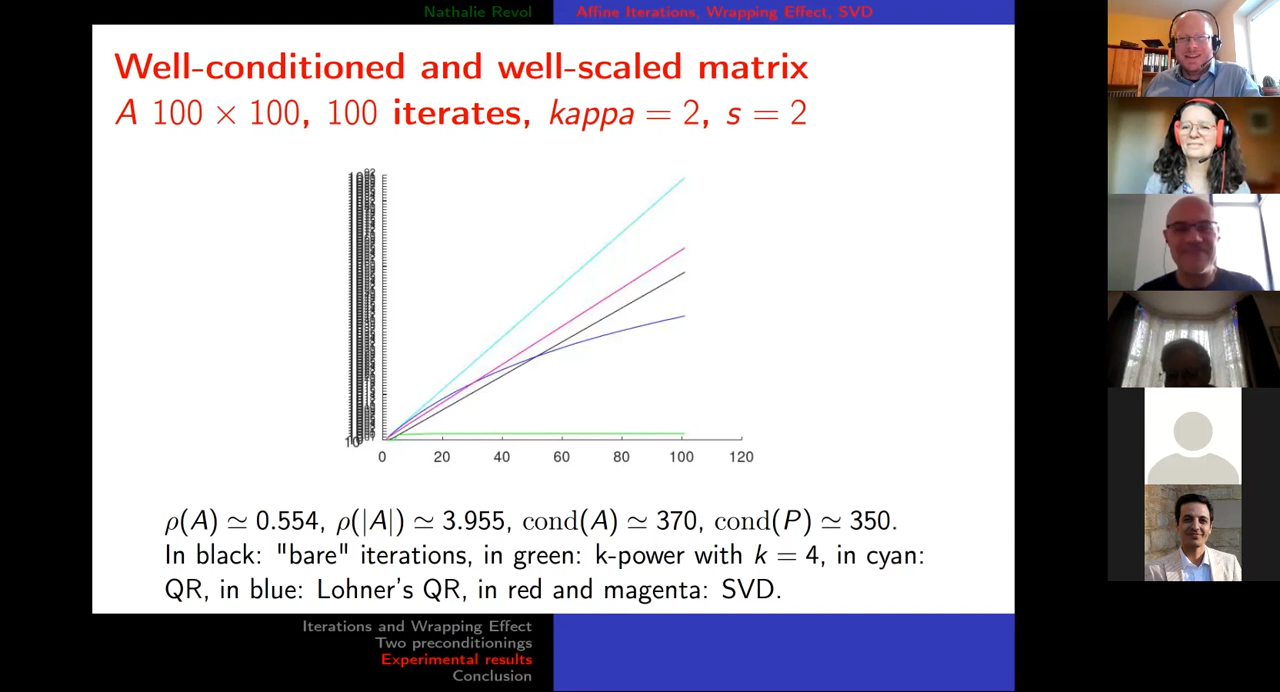 Nathalie Revol
Affine Iterations, Wrapping Effect, SVD
Well-conditioned and well-scaled matrix
A 100 × 100, 100 iterates, kappa = 2, s = 2
0 20 40 60 80 100 120
ρ(A) ≃ 0.554, ρ(|A|) ≃ 3.955, cond(A) ≃ 370, cond(P) ≃ 350.
In black: "bare" iterations, in green: k-power with k = 4, in cyan:
QR, in blue: Lohner's QR, in red and magenta: SVD.
Iterations and Wrapping Effect
Two preconditionings
Experimental results
Conclusion